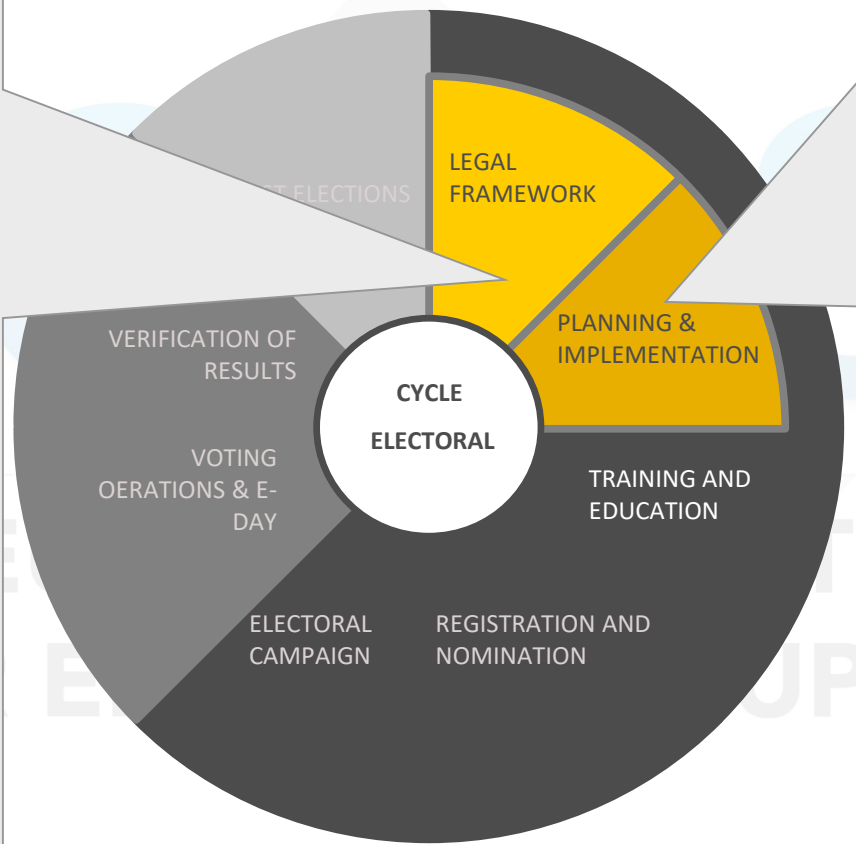 ELECTIONS
LEGAL
FRAMEWORK
PLANNING &
IMPLEMENTATION
VERIFICATION OF
RESULTS
CYCLE
ELECTORAL
VOTING
OERATIONS & E-
DAY
TRAINING AND
EDUCATION
ELECTORAL
CAMPAIGN
REGISTRATION AND
NOMINATION